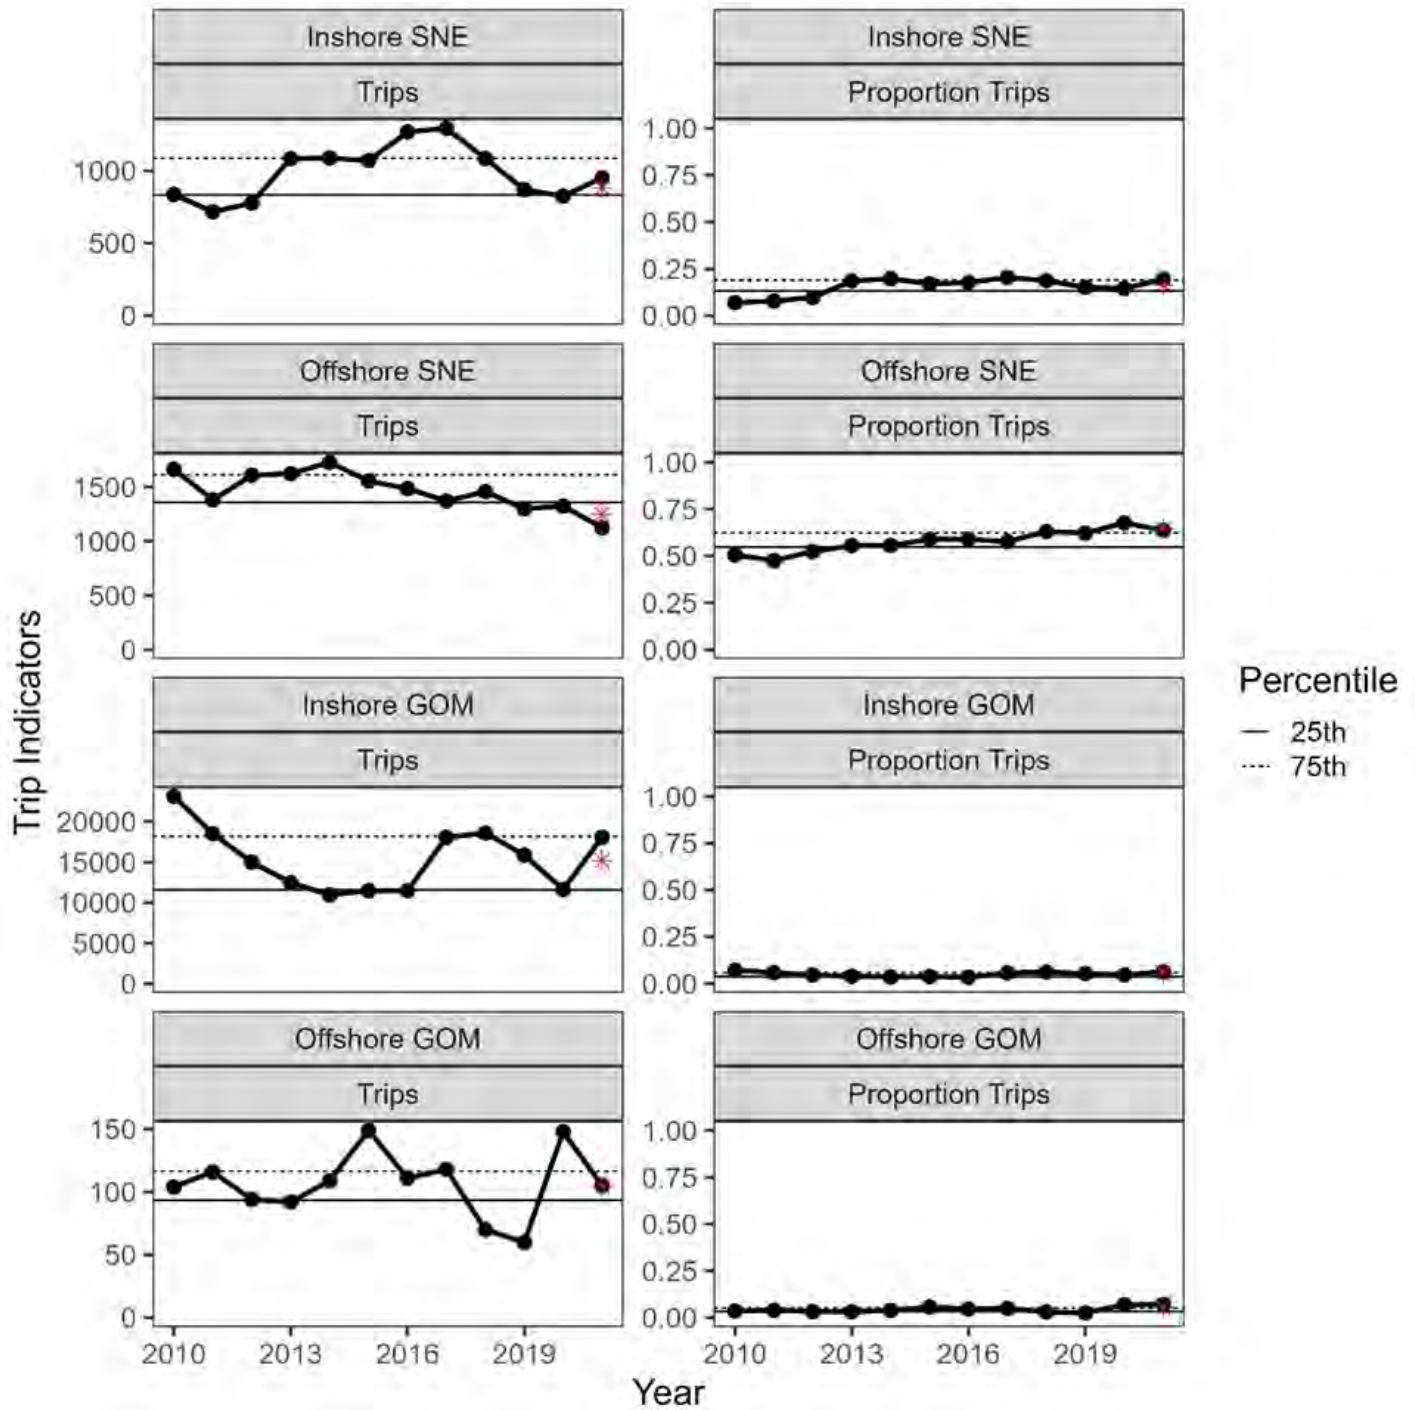 Inshore SNE
Trips
1000
500
0
Inshore SNE
Proportion Trips
1.00
0.75
0.50
0.25
0.00
Offshore SNE
Trips
1500
1000
500
0
Offshore SNE
Proportion Trips
1.00
0.75
0.50
0.25
0.00
Trip Indicators
Inshore GOM
Trips
20000
15000
10000
5000
0
Inshore GOM
Proportion Trips
1.00
0.75
0.50
0.25
0.00
Offshore GOM
Trips
150
100
50
0
2010 2013 2016 2019
Offshore GOM
Proportion Trips
1.00
0.75
0.50
0.25
0.00
2010 2013 2016 2019
Year
Percentile
25th
75th